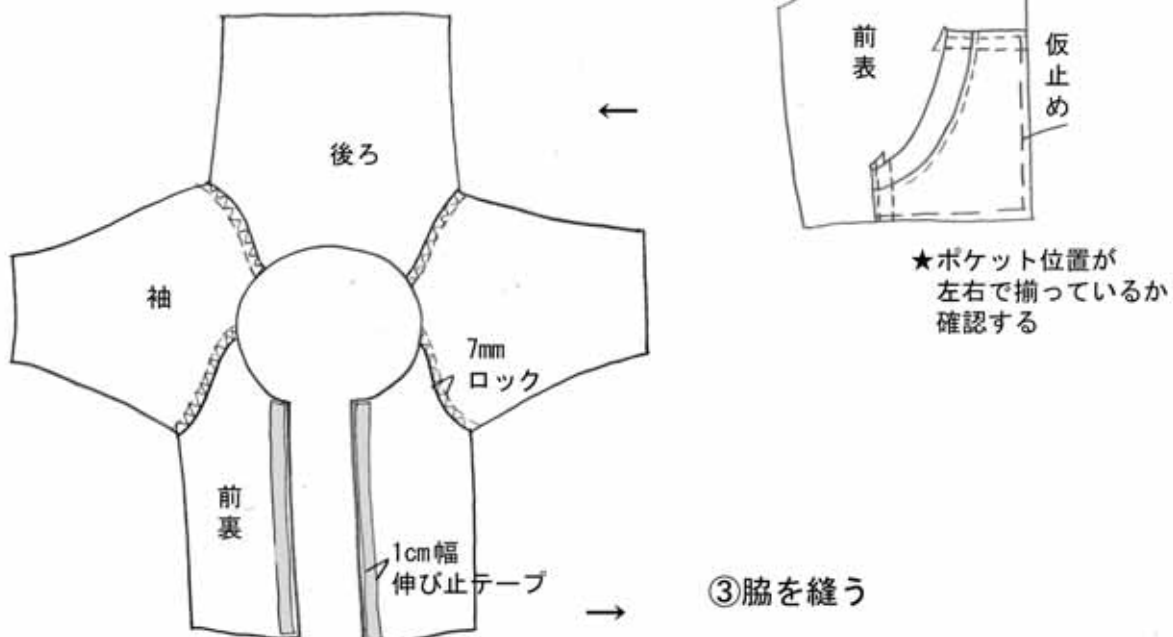 後ろ
袖
7mm
ロック
前裏
1cm幅
伸び止テープ
←
前表
仮止め
★ポケット位置が
左右で揃っているか
確認する
→
③脇を縫う